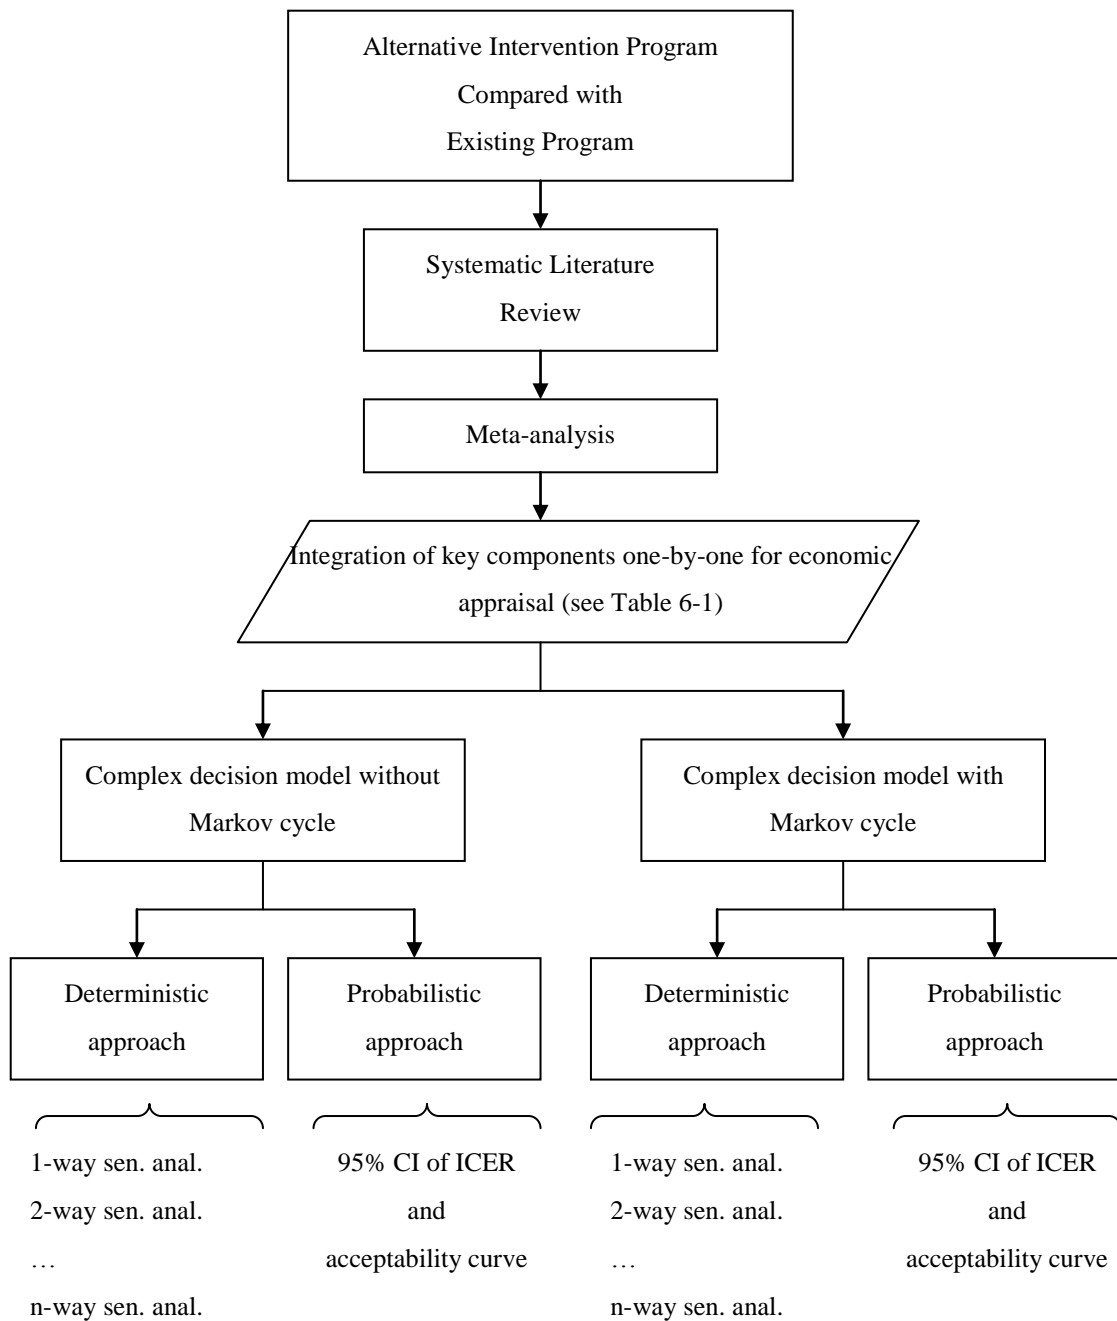 Alternative Intervention Program
Compared with
Existing Program
Systematic Literature
Review
Meta-analysis
Integration of key components one-by-one for economic
appraisal (see Table 6-1)
Complex decision model without
Markov cycle
Complex decision model with
Markov cycle
Deterministic
approach
Probabilistic
approach
Deterministic
approach
Probabilistic
approach
1-way sen. anal.
2-way sen. anal.
…
n-way sen. anal.
95% CI of ICER
and
acceptability curve
1-way sen. anal.
2-way sen. anal.
…
n-way sen. anal.
95% CI of ICER
and
acceptability curve